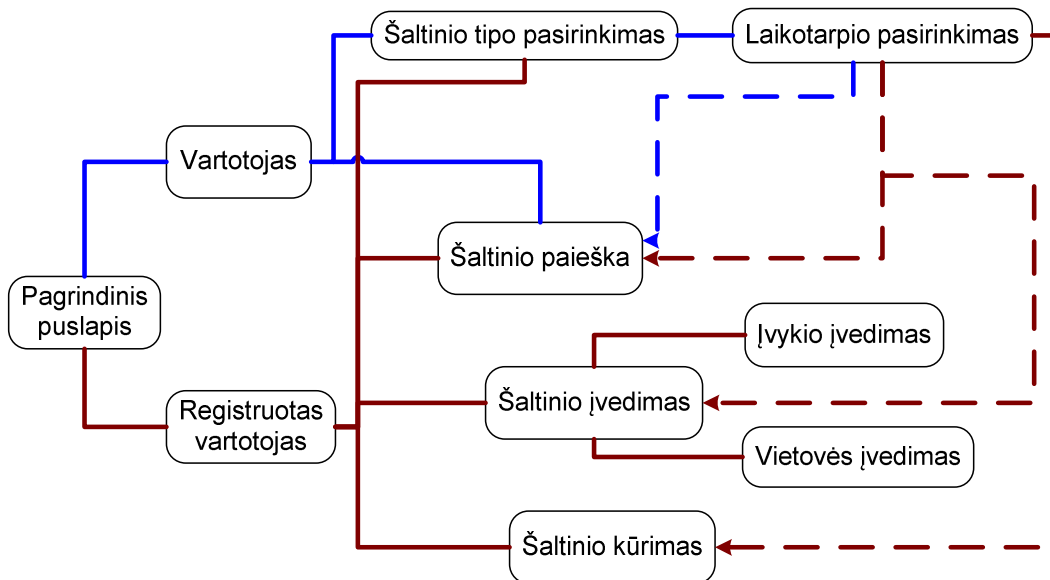 Šaltinio tipo pasirinkimas
Laikotarpio pasirinkimas
Vartotojas
Šaltinio paieška
Pagrindinis
puslapis
Įvykio įvedimas
Šaltinio įvedimas
Registruotas
vartotojas
Vietovės įvedimas
Šaltinio kūrimas